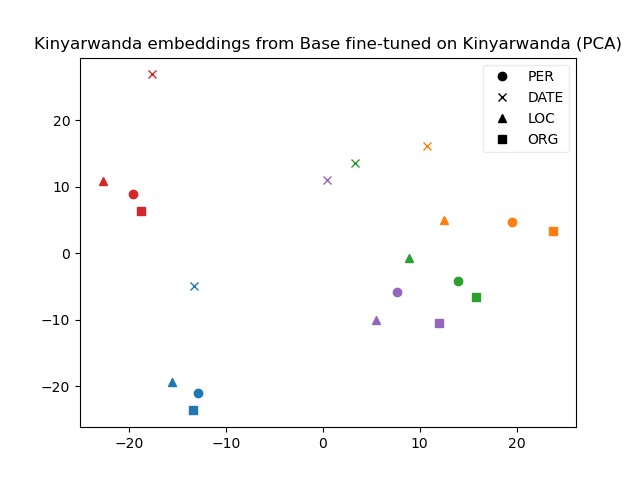 Kinyarwanda embeddings from Base fine-tuned on Kinyarwanda (PCA)
PER
DATE
LOC
ORG
20
10
0
−10
−20
−20
−10
0
10
20